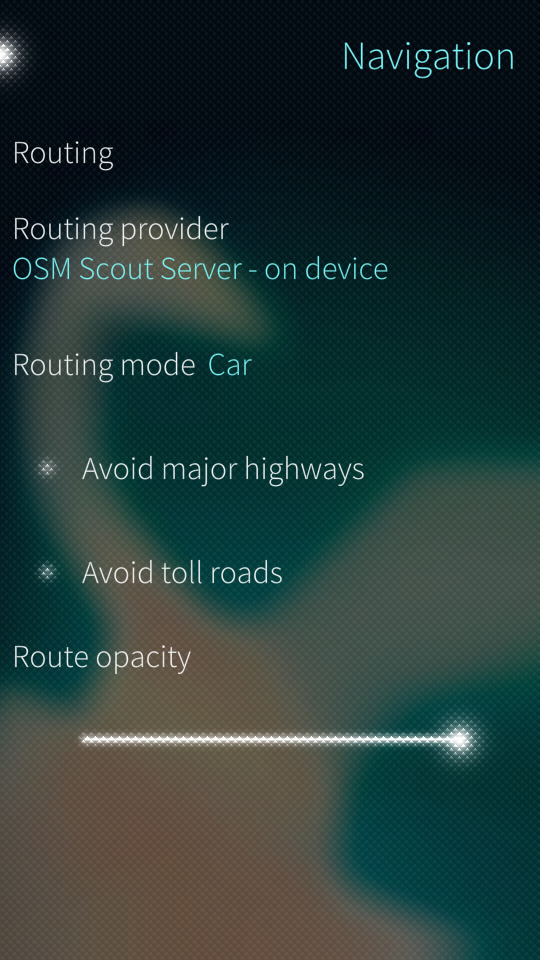 Navigation
Routing
Routing provider
OSM Scout Server - on device
Routing mode Car
Avoid major highways
Avoid toll roads
Route opacity